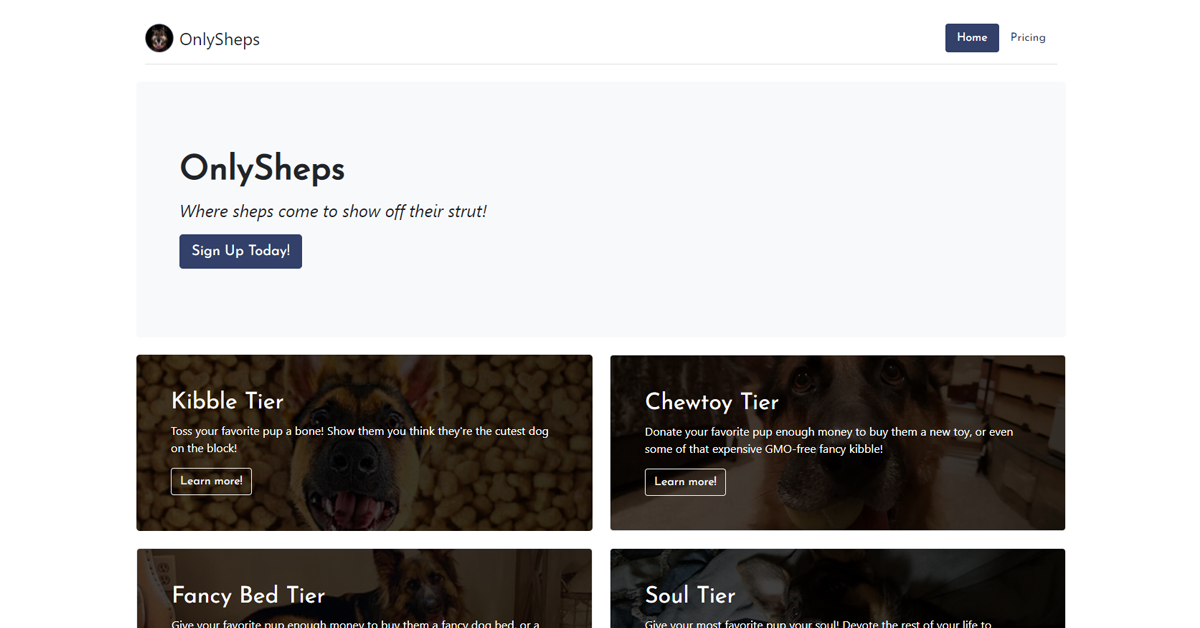 OnlySheps
Home
Pricing
OnlySheps
Where sheps come to show off their strut!
Sign Up Today!
Kibble Tier
Toss your favorite pup a bone! Show them you think they're the cutest dog
on the block!
Learn more!
Chewtoy Tier
Donate your favorite pup enough money to buy them a new toy, or even
some of that expensive GMO-free fancy kibble!
Learn more!
Fancy Bed Tier
Give your favorite pup enough money to buy them a fancy dog bed, or a
Soul Tier
Give your most favorite pup your soul! Devote the rest of your life to